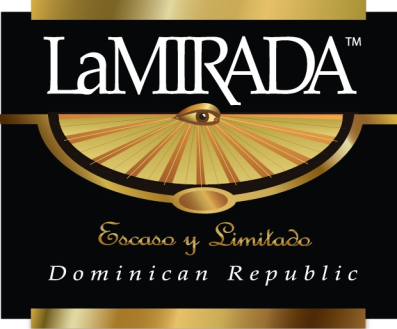 LaMIRADA™
Escaso y Limitado
Dominican Republic